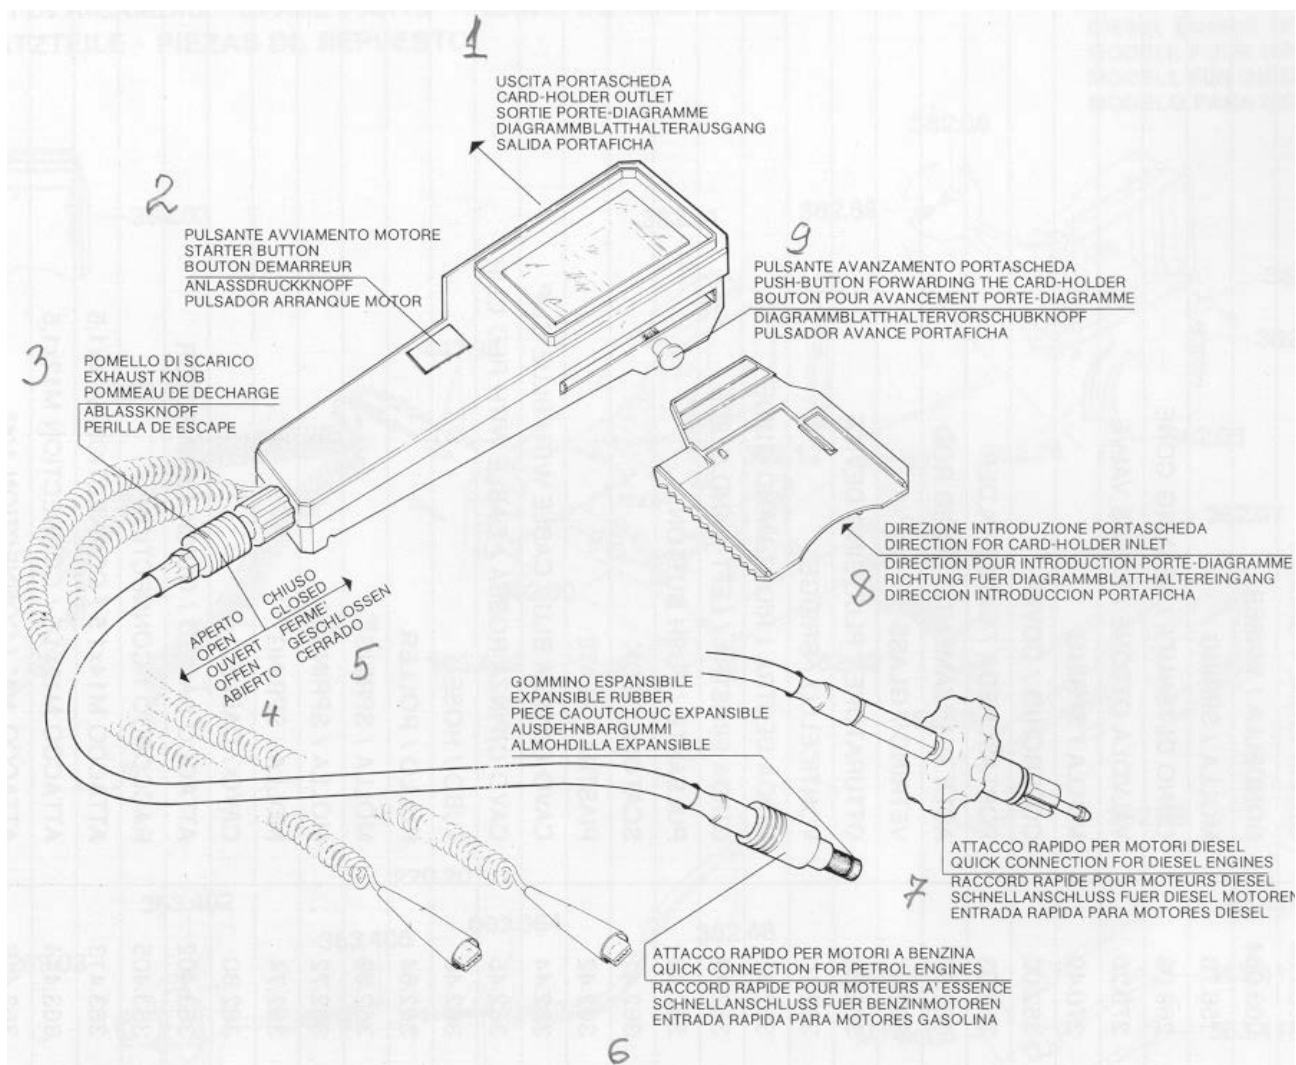 1
USCITA PORTASCHEDA
CARD-HOLDER OUTLET
SORTIE PORTE-DIAGRAMME
DIAGRAMMBLATTHALTERAUSGANG
SALIDA PORTAFICHA
2
PULSANTE AVVIAMENTO MOTORE
STARTER BUTTON
BOUTON DEMARREUR
ANLASSDRUCKKNOPF
PULSADOR ARRANQUE MOTOR
9
PULSANTE AVANZAMENTO PORTASCHEDA
PUSH-BUTTON FORWARDING THE CARD-HOLDER
BOUTON POUR AVANCEMENT PORTE-DIAGRAMME
DIAGRAMMBLATTHALTERVORSCHUBKNOPF
PULSADOR AVANCE PORTAFICHA
3
POMELLO DI SCARICO
EXHAUST KNOB
POMMEAU DE DECHARGE
ABLASSKNOPF
PERILLA DE ESCAPE
DIREZIONE INTRODUZIONE PORTASCHEDA
DIRECTION FOR CARD-HOLDER INLET
DIRECTION POUR INTRODUCTION PORTE-DIAGRAMME
RICHTUNG FUER DIAGRAMMBLATTHALTEREINGANG
DIRECCION INTRODUCCION PORTAFICHA
8
CHIUSO
CLOSED
FERME'
GESCHLOSSEN
CERRADO
5
APERTO
OPEN
OUVERT
OFFEN
ABIERTO
4
GOMMINO ESPANSIBILE
EXPANSIBLE RUBBER
PIECE CAOUTCHOUC EXPANSIBLE
AUSDEHNBARGUMMI
ALMOHDILLA EXPANSIBLE
ATTACCO RAPIDO PER MOTORI DIESEL
QUICK CONNECTION FOR DIESEL ENGINES
RACCORD RAPIDE POUR MOTEURS DIESEL
SCHNELLANSCHLUSS FUER DIESEL MOTOREN
ENTRADA RAPIDA PARA MOTORES DIESEL
7
ATTACCO RAPIDO PER MOTORI A BENZINA
QUICK CONNECTION FOR PETROL ENGINES
RACCORD RAPIDE POUR MOTEURS A' ESSENCE
SCHNELLANSCHLUSS FUER BENZINMOTOREN
ENTRADA RAPIDA PARA MOTORES GASOLINA
6